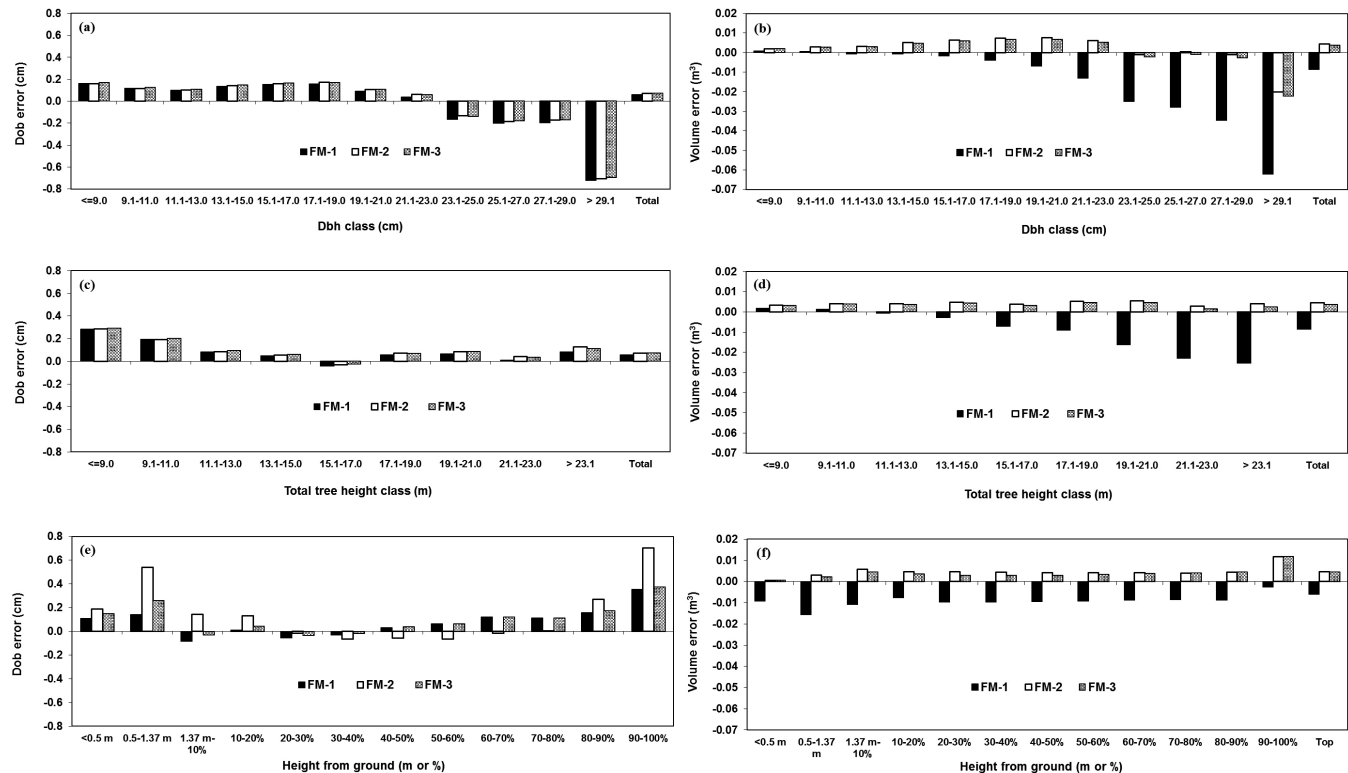 (a)
Dob error (cm)
0.8
0.6
0.4
0.2
0.0
-0.2
-0.4
-0.6
-0.8
FM-1 FM-2 FM-3
<=9.0 9.1-11.0 11.1-13.0 13.1-15.0 15.1-17.0 17.1-19.0 19.1-21.0 21.1-23.0 23.1-25.0 25.1-27.0 27.1-29.0 > 29.1 Total
Dbh class (cm)
(b)
Volume error (m³)
0.02
0.01
0.00
-0.01
-0.02
-0.03
-0.04
-0.05
-0.06
-0.07
FM-1 FM-2 FM-3
<=9.0 9.1-11.0 11.1-13.0 13.1-15.0 15.1-17.0 17.1-19.0 19.1-21.0 21.1-23.0 23.1-25.0 25.1-27.0 27.1-29.0 > 29.1 Total
Dbh class (cm)
(c)
Dob error (cm)
0.8
0.6
0.4
0.2
0.0
-0.2
-0.4
-0.6
-0.8
FM-1 FM-2 FM-3
<=9.0 9.1-11.0 11.1-13.0 13.1-15.0 15.1-17.0 17.1-19.0 19.1-21.0 21.1-23.0 > 23.1 Total
Total tree height class (m)
(d)
Volume error (m³)
0.02
0.01
0.00
-0.01
-0.02
-0.03
-0.04
-0.05
-0.06
-0.07
FM-1 FM-2 FM-3
<=9.0 9.1-11.0 11.1-13.0 13.1-15.0 15.1-17.0 17.1-19.0 19.1-21.0 21.1-23.0 > 23.1 Total
Total tree height class (m)
(e)
Dob error (cm)
0.8
0.6
0.4
0.2
0.0
-0.2
-0.4
-0.6
-0.8
FM-1 FM-2 FM-3
<0.5 m 0.5-1.37 m 1.37 m- 10-20% 20-30% 30-40% 40-50% 50-60% 60-70% 70-80% 80-90% 90-100%
10%
Height from ground (m or %)
(f)
Volume error (m³)
0.02
0.01
0.00
-0.01
-0.02
-0.03
-0.04
-0.05
-0.06
-0.07
FM-1 FM-2 FM-3
<0.5 m 0.5-1.37 1.37 m- 10-20% 20-30% 30-40% 40-50% 50-60% 60-70% 70-80% 80-90% 90-100% Top
m 10%
Height from ground (m or %)